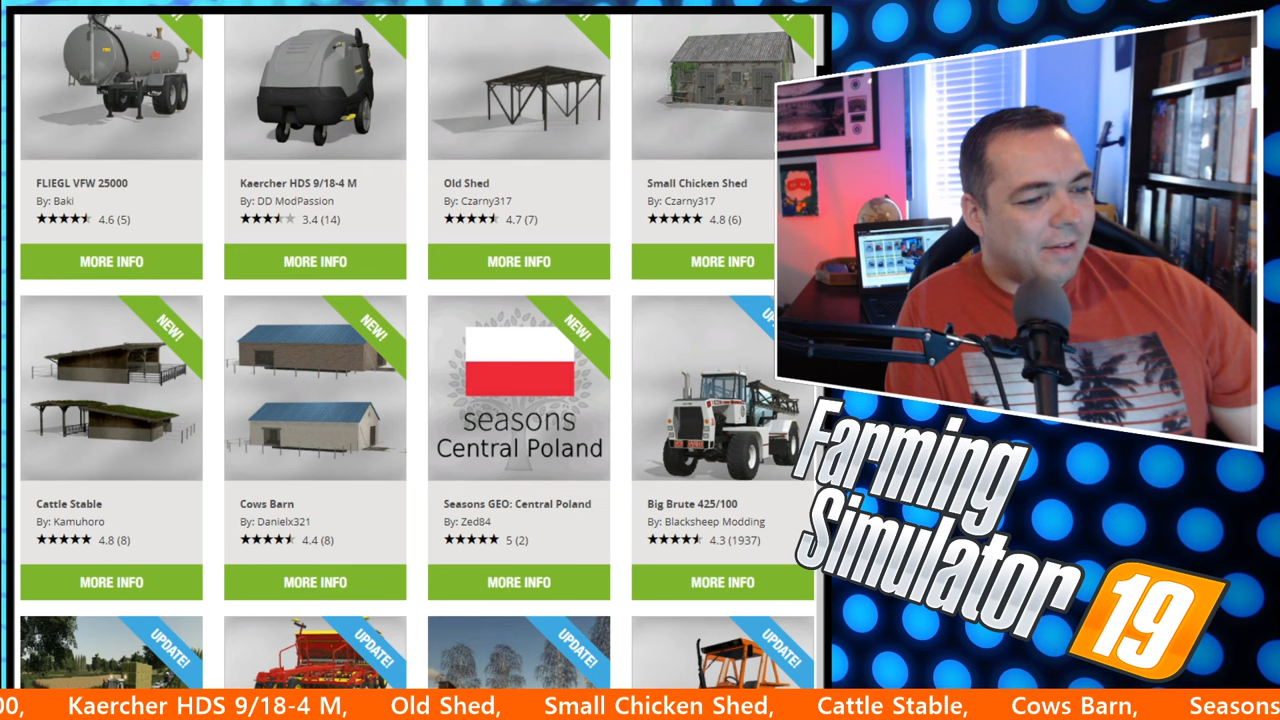 FLIEGL VFW 25000
By: Baki
4.6 (5)
MORE INFO
Kaercher HDS 9/18-4 M
By: DD ModPassion
3.4 (14)
MORE INFO
Old Shed
By: Czarny317
4.7 (7)
MORE INFO
Small Chicken Shed
By: Czarny317
4.8 (6)
MORE INFO
NEW!
Cattle Stable
By: Kamuhoro
4.8 (8)
MORE INFO
NEW!
Cows Barn
By: Danielx321
4.4 (8)
MORE INFO
NEW!
seasons
Central Poland
Seasons GEO: Central Poland
By: Zed84
5 (2)
MORE INFO
UP
Big Brute 425/100
By: Blacksheep Modding
4.3 (1937)
MORE INFO
UPDATE!
UPDATE!
UPDATE!
UPDATE!
Farming
Simulator
19
00, Kaercher HDS 9/18-4 M, Old Shed, Small Chicken Shed, Cattle Stable, Cows Barn, Seasons